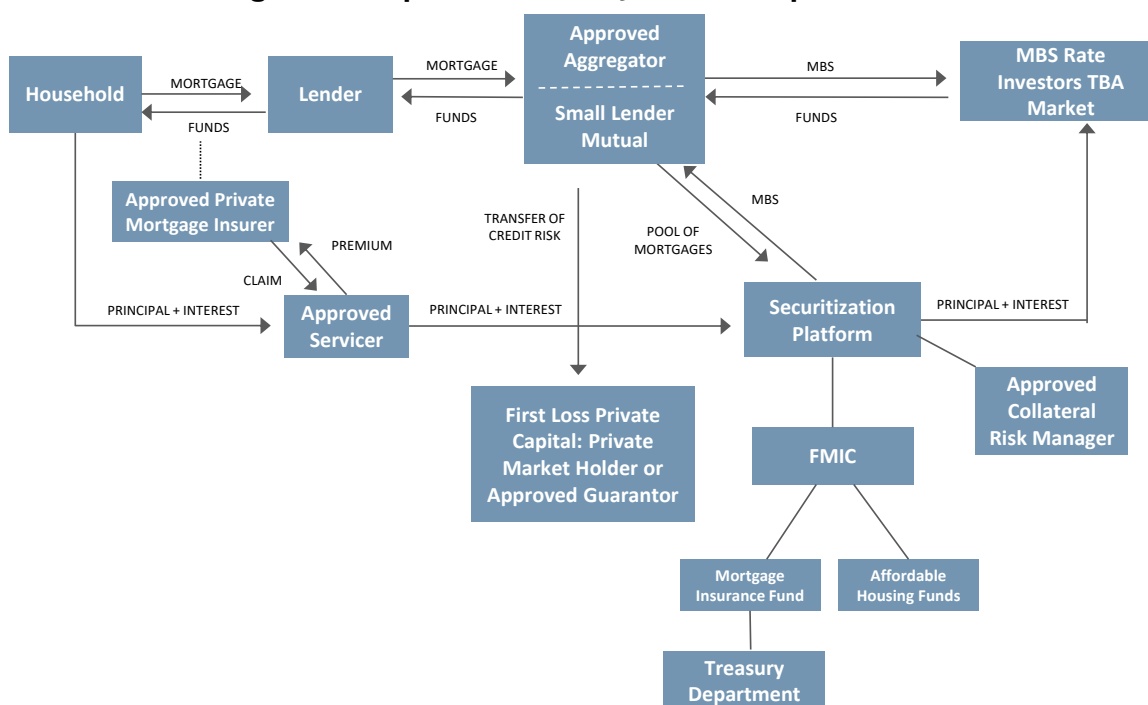 Approved
Aggregator
Small Lender
Mutual
MBS Rate
Investors TBA
Market
Household
Lender
MORTGAGE
FUNDS
MORTGAGE
FUNDS
MBS
FUNDS
Approved Private
Mortgage Insurer
PREMIUM
CLAIM
TRANSFER OF
CREDIT RISK
MBS
POOL OF
MORTGAGES
PRINCIPAL + INTEREST
Approved
Servicer
PRINCIPAL + INTEREST
Securitization
Platform
PRINCIPAL + INTEREST
First Loss Private
Capital: Private
Market Holder or
Approved Guarantor
Approved
Collateral
Risk Manager
FMIC
Mortgage
Insurance Fund
Affordable
Housing Funds
Treasury
Department